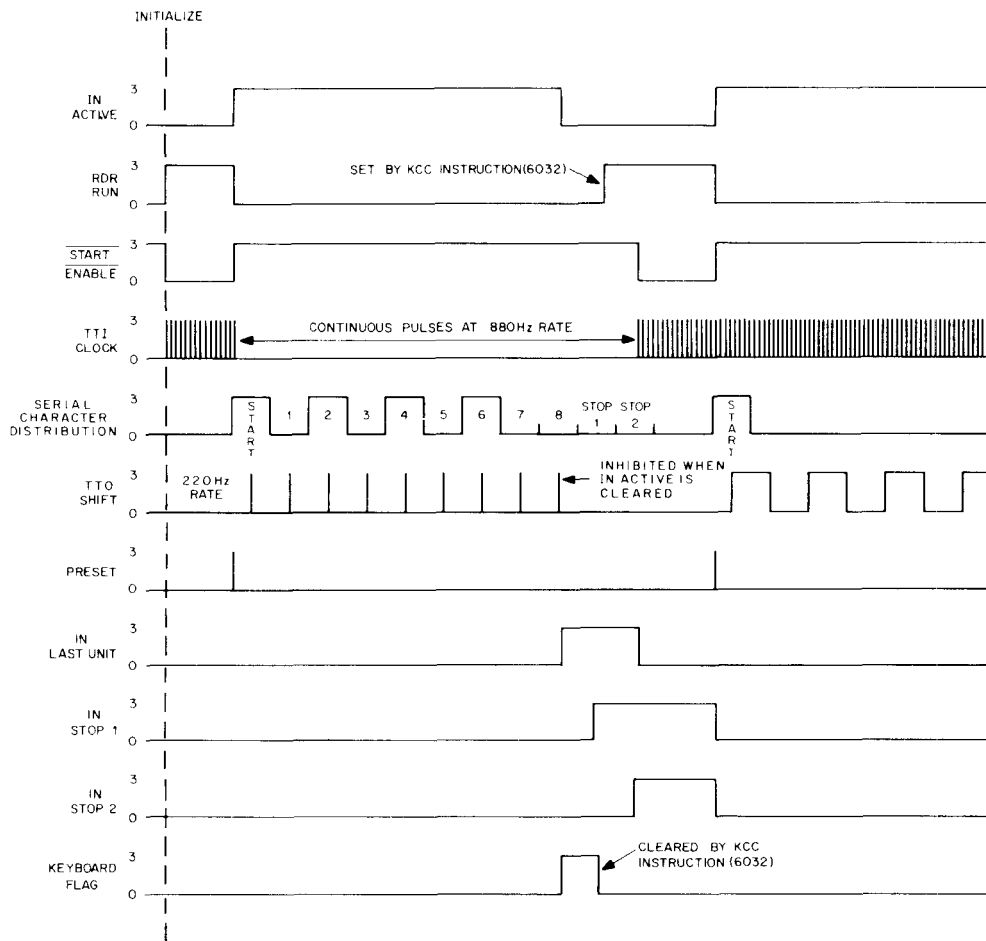 INITIALIZE
IN
ACTIVE
3
0
RDR
RUN
3
0
SET BY KCC INSTRUCTION(6032)
START
ENABLE
3
0
TTI
CLOCK
3
0
CONTINUOUS PULSES AT 880Hz RATE
SERIAL
CHARACTER
DISTRIBUTION
3
0
START
1
2
3
4
5
6
7
8
STOP
1
STOP
2
START
TTO
SHIFT
3
0
220Hz
RATE
INHIBITED WHEN
IN ACTIVE IS
CLEARED
PRESET
3
0
IN
LAST UNIT
3
0
IN
STOP 1
3
0
IN
STOP 2
3
0
KEYBOARD
FLAG
3
0
CLEARED BY KCC
INSTRUCTION (6032)